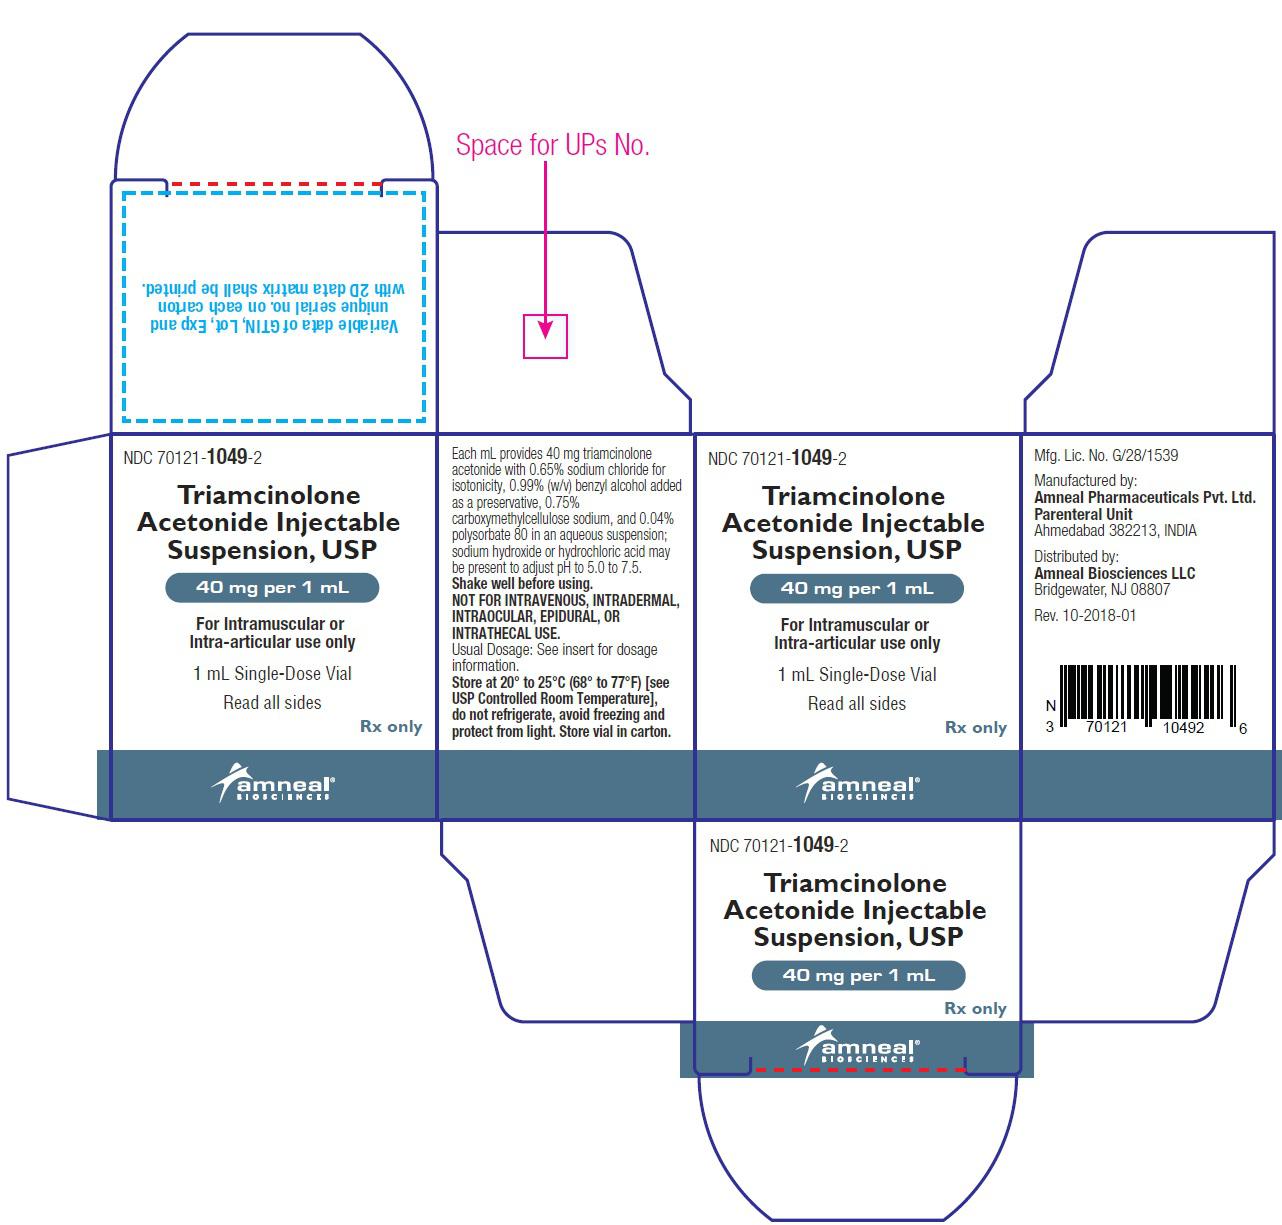 Space for UPs No.
Variable data of GTIN, Lot, Exp and
unique serial no. on each carton
with 2D data matrix shall be printed.
NDC 70121-1049-2
Triamcinolone
Acetonide Injectable
Suspension, USP
40 mg per 1 mL
For Intramuscular or
Intra-articular use only
1 mL Single-Dose Vial
Read all sides
Rx only
amneal®
BIOSCIENCES
Each mL provides 40 mg triamcinolone
acetonide with 0.65% sodium chloride for
isotonicity, 0.99% (w/v) benzyl alcohol added
as a preservative, 0.75%
carboxymethylcellulose sodium, and 0.04%
polysorbate 80 in an aqueous suspension;
sodium hydroxide or hydrochloric acid may
be present to adjust pH to 5.0 to 7.5.
Shake well before using.
NOT FOR INTRAVENOUS, INTRADERMAL,
INTRAOCULAR, EPIDURAL, OR
INTRATHECAL USE.
Usual Dosage: See insert for dosage
information.
Store at 20° to 25°C (68° to 77°F) [see
USP Controlled Room Temperature],
do not refrigerate, avoid freezing and
protect from light. Store vial in carton.
NDC 70121-1049-2
Triamcinolone
Acetonide Injectable
Suspension, USP
40 mg per 1 mL
For Intramuscular or
Intra-articular use only
1 mL Single-Dose Vial
Read all sides
Rx only
amneal®
BIOSCIENCES
Mfg. Lic. No. G/28/1539
Manufactured by:
Amneal Pharmaceuticals Pvt. Ltd.
Parenteral Unit
Ahmedabad 382213, INDIA
Distributed by:
Amneal Biosciences LLC
Bridgewater, NJ 08807
Rev. 10-2018-01
N
3 70121 10492 6
NDC 70121-1049-2
Triamcinolone
Acetonide Injectable
Suspension, USP
40 mg per 1 mL
Rx only
amneal®
BIOSCIENCES